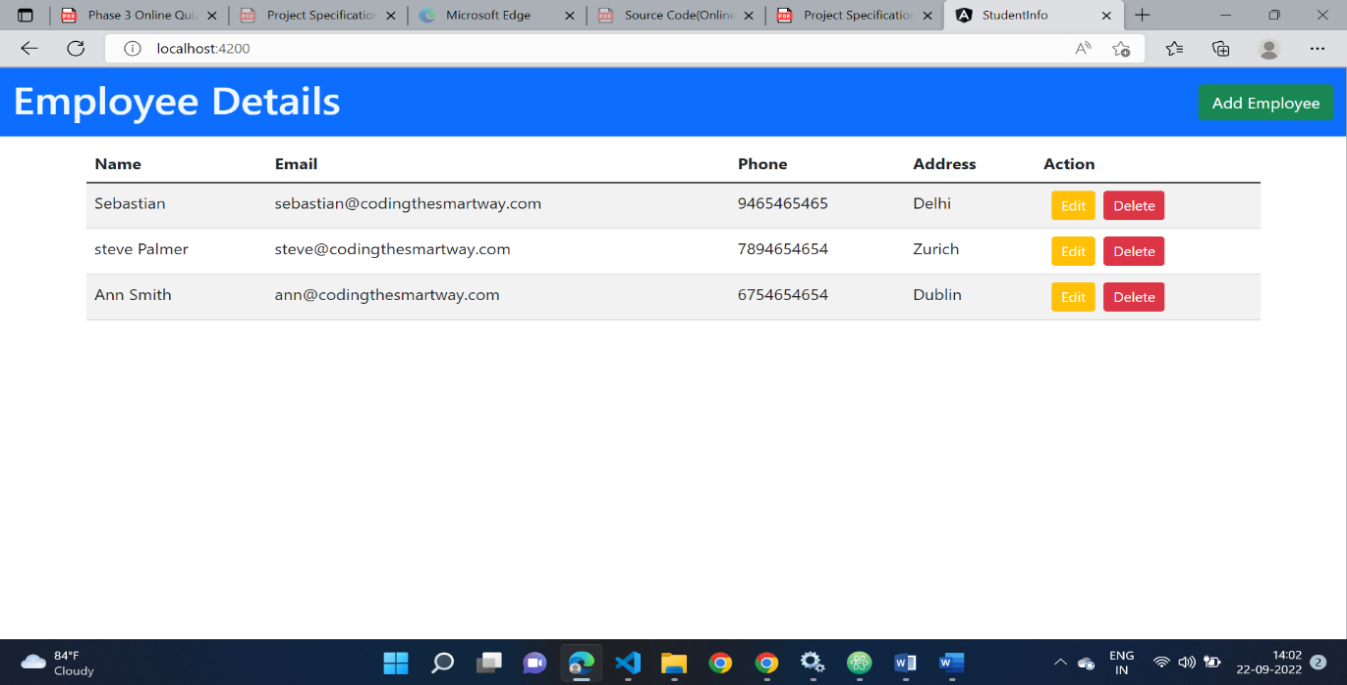 Phase 3 Online Qui
Project Specification
Microsoft Edge
Source Code(Online
Project Specification
StudentInfo
localhost:4200
Employee Details
Add Employee
Name Email Phone Address Action
Sebastian sebastian@codingthesmartway.com 9465465465 Delhi Edit Delete
steve Palmer steve@codingthesmartway.com 7894654654 Zurich Edit Delete
Ann Smith ann@codingthesmartway.com 6754654654 Dublin Edit Delete
84°F
Cloudy
ENG
IN
14:02
22-09-2022
2